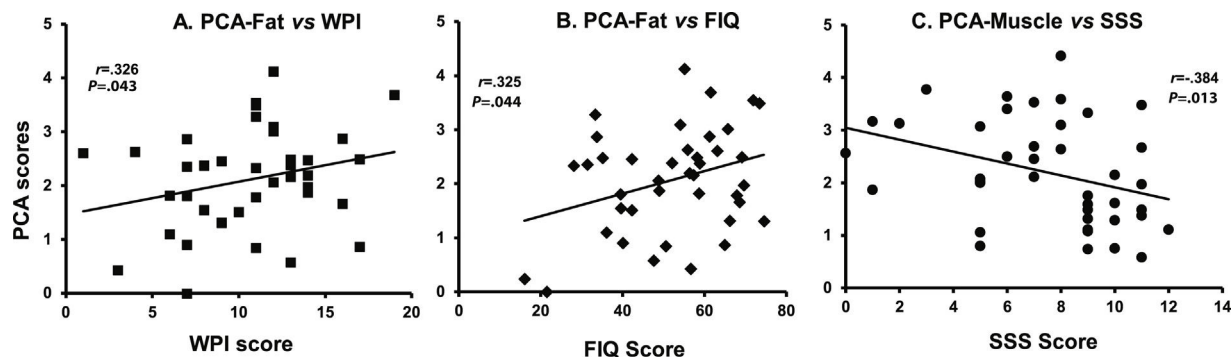 A. PCA-Fat vs WPI
r=.326
P=.043
PCA scores
5
4
3
2
1
0
0 5 10 15 20
WPI score
B. PCA-Fat vs FIQ
r=.325
P=.044
5
4
3
2
1
0
0 20 40 60 80
FIQ Score
C. PCA-Muscle vs SSS
r=-.384
P=.013
5
4
3
2
1
0
0 2 4 6 8 10 12 14
SSS Score